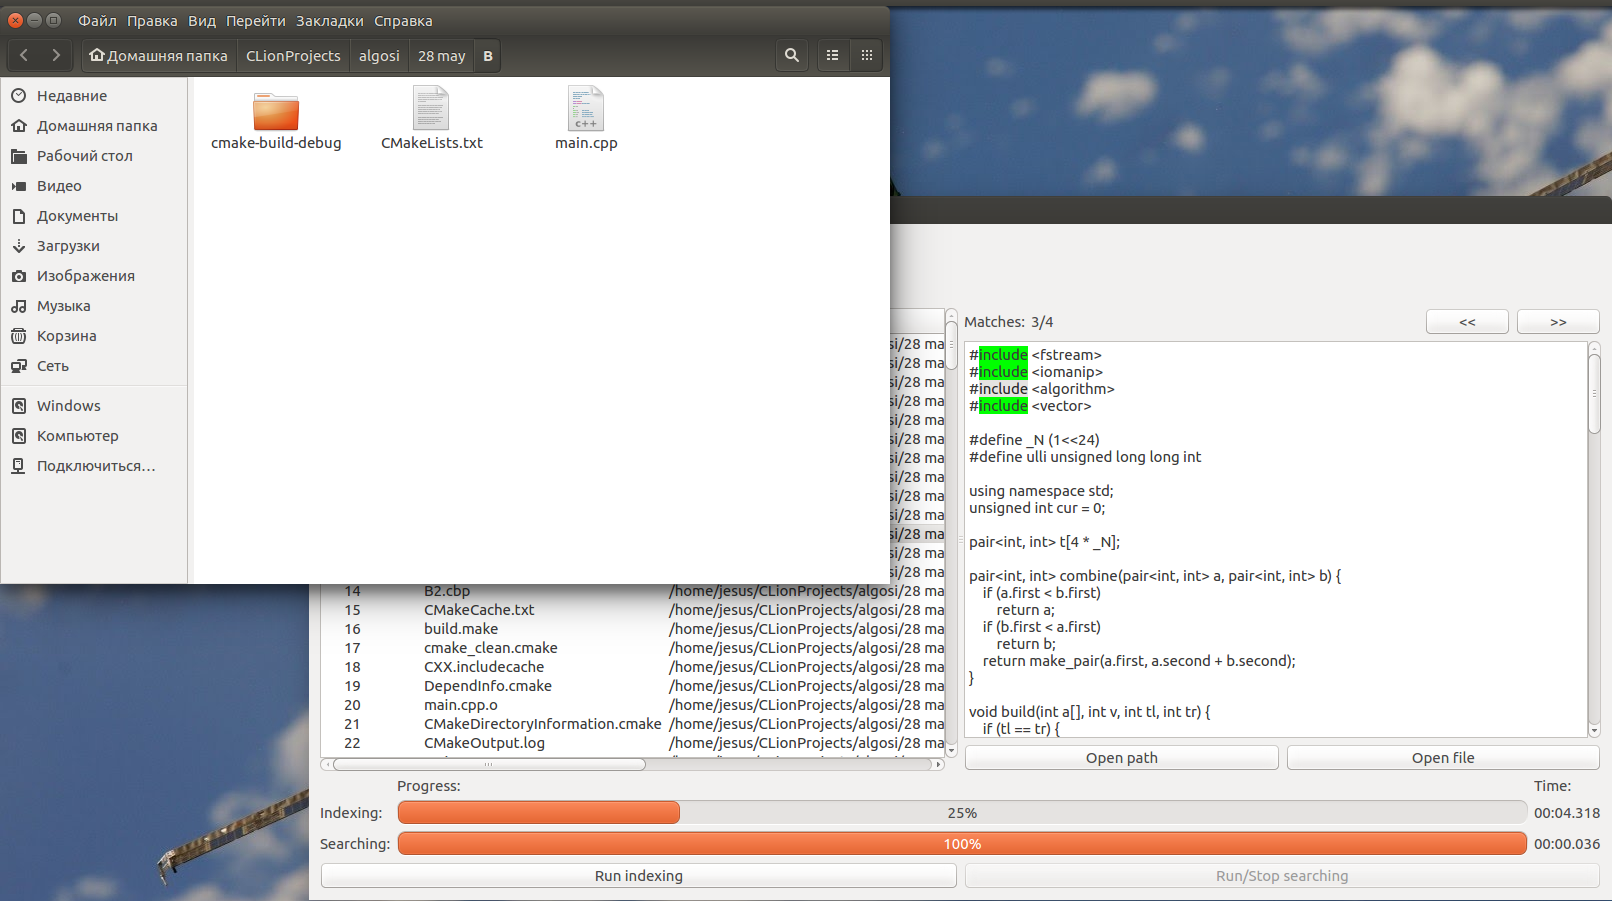 Файл Правка Вид Перейти Закладки Справка
Домашняя папка CLionProjects algosi 28 may B
Недавние
Домашняя папка
Рабочий стол
Видео
Документы
Загрузки
Изображения
Музыка
Корзина
Сеть
Windows
Компьютер
Подключиться…
cmake-build-debug CMakeLists.txt main.cpp
c++
si/28 ma
si/28 ma
si/28 ma
si/28 ma
si/28 ma
si/28 ma
si/28 ma
si/28 ma
si/28 ma
si/28 ma
si/28 ma
si/28 ma
si/28 ma
14 B2.cbp /home/jesus/CLionProjects/algosi/28 ma
15 CMakeCache.txt /home/jesus/CLionProjects/algosi/28 ma
16 build.make /home/jesus/CLionProjects/algosi/28 ma
17 cmake_clean.cmake /home/jesus/CLionProjects/algosi/28 ma
18 CXX.includecache /home/jesus/CLionProjects/algosi/28 ma
19 DependInfo.cmake /home/jesus/CLionProjects/algosi/28 ma
20 main.cpp.o /home/jesus/CLionProjects/algosi/28 ma
21 CMakeDirectoryInformation.cmake /home/jesus/CLionProjects/algosi/28 ma
22 CMakeOutput.log /home/jesus/CLionProjects/algosi/28 ma
Matches: 3/4 << >>
#include <fstream>
#include <iomanip>
#include <algorithm>
#include <vector>
#define _N (1<<24)
#define ulli unsigned long long int
using namespace std;
unsigned int cur = 0;
pair<int, int> t[4 * _N];
pair<int, int> combine(pair<int, int> a, pair<int, int> b) {
if (a.first < b.first)
return a;
if (b.first < a.first)
return b;
return make_pair(a.first, a.second + b.second);
}
void build(int a[], int v, int tl, int tr) {
if (tl == tr) {
Open path Open file
Progress: Time:
Indexing: 25% 00:04.318
Searching: 100% 00:00.036
Run indexing Run/Stop searching